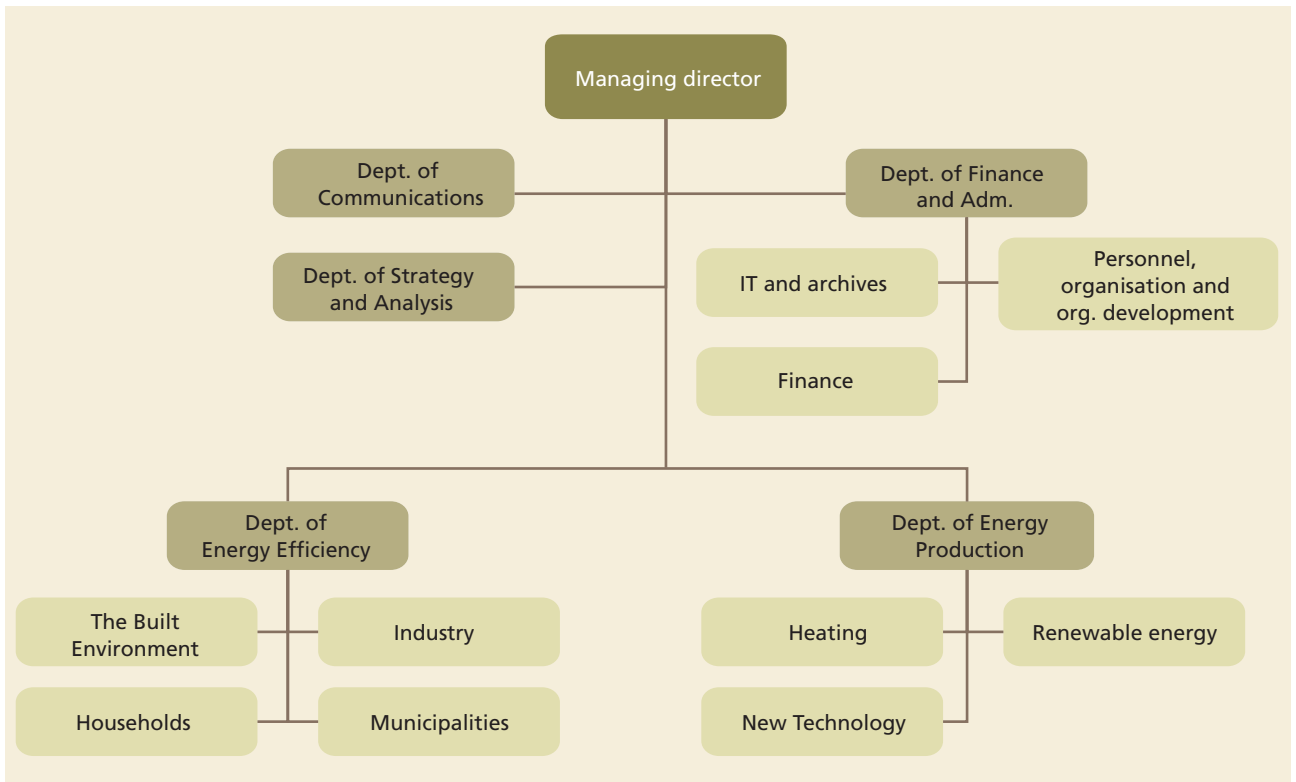 Managing director
Dept. of
Communications
Dept. of Finance
and Adm.
Dept. of Strategy
and Analysis
IT and archives
Personnel,
organisation and
org. development
Finance
Dept. of
Energy Efficiency
Dept. of Energy
Production
The Built
Environment
Industry
Heating
Renewable energy
Households
Municipalities
New Technology